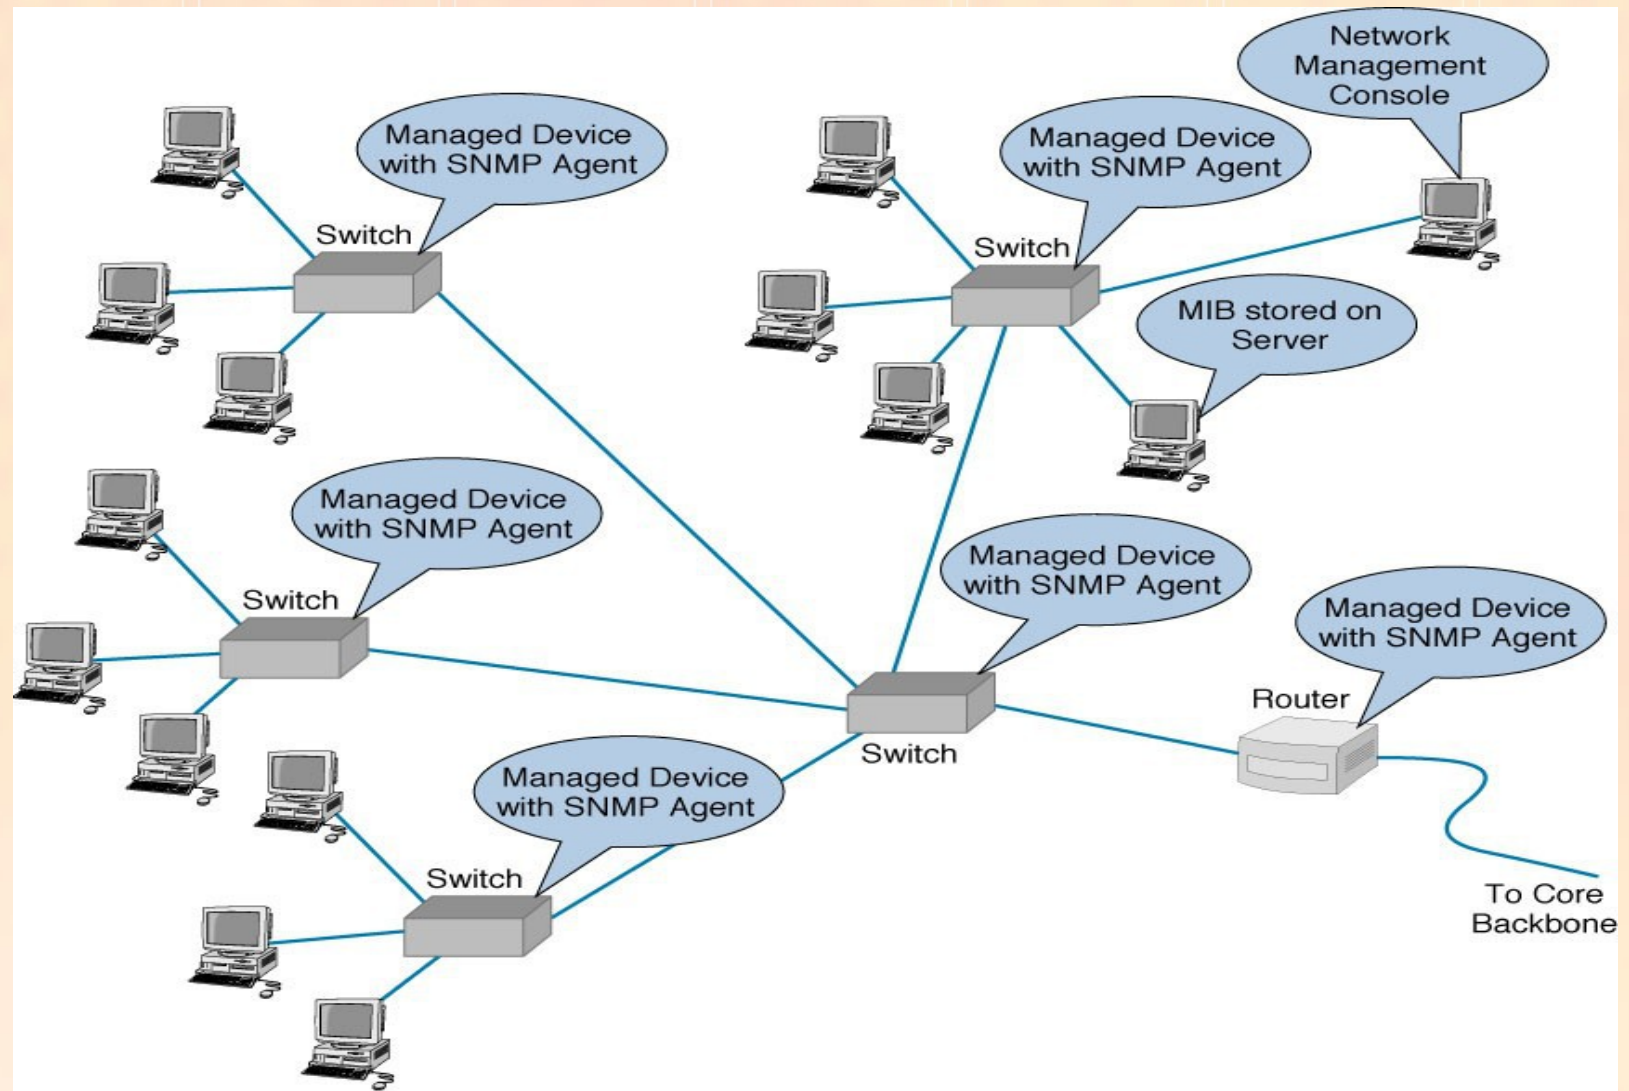 Network
Management
Console
Managed Device
with SNMP Agent
Switch
Managed Device
with SNMP Agent
Switch
MIB stored on
Server
Managed Device
with SNMP Agent
Switch
Managed Device
with SNMP Agent
Switch
Managed Device
with SNMP Agent
Router
Managed Device
with SNMP Agent
Switch
To Core
Backbone